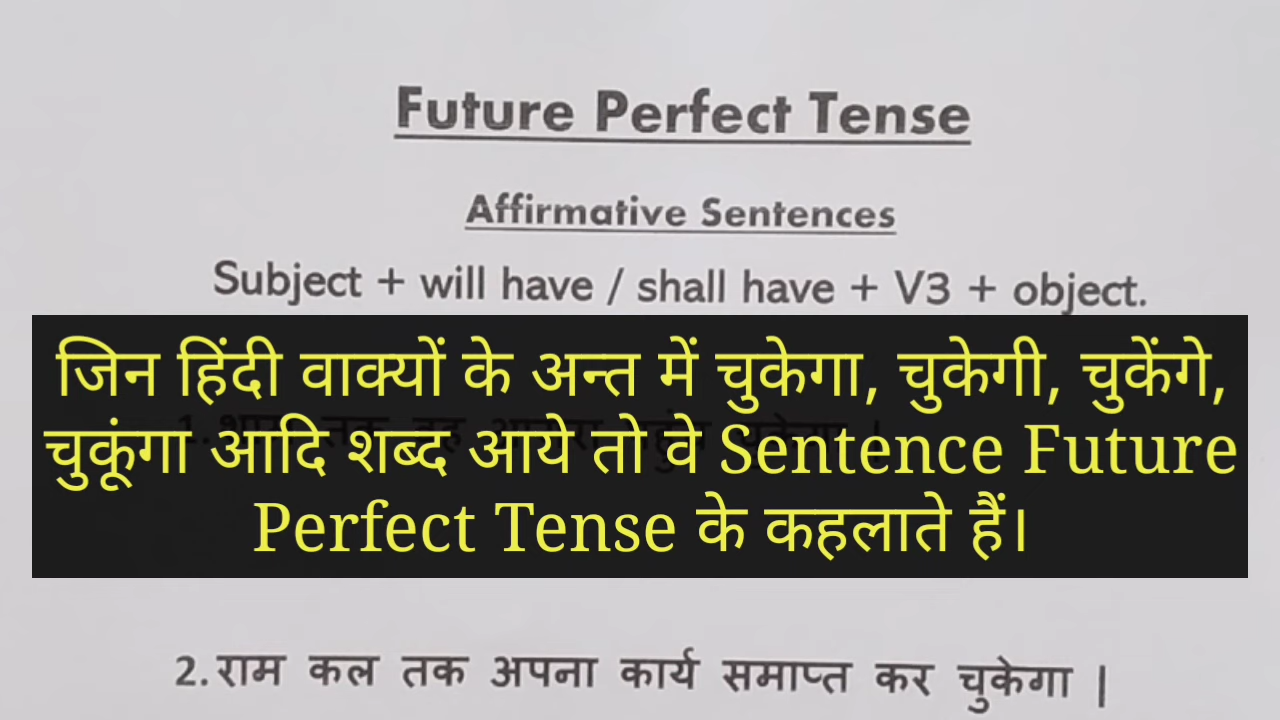 Future Perfect Tense
Affirmative Sentences
Subject + will have / shall have + V3 + object.
जिन हिंदी वाक्यों के अन्त में चुकेगा, चुकेगी, चुकेंगे,
चुकूंगा आदि शब्द आये तो वे Sentence Future
Perfect Tense के कहलाते हैं।
2. राम कल तक अपना कार्य समाप्त कर चुकेगा |